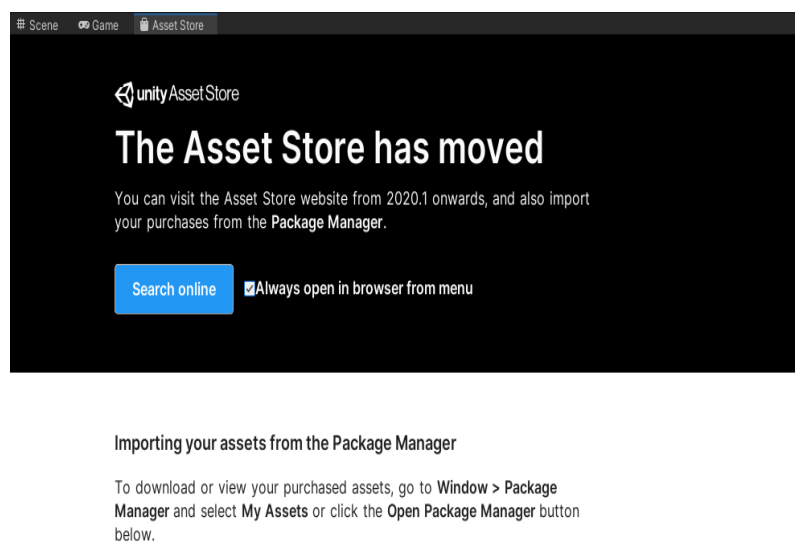 Scene Game Asset Store
unity Asset Store
The Asset Store has moved
You can visit the Asset Store website from 2020.1 onwards, and also import
your purchases from the Package Manager.
Search online Always open in browser from menu
Importing your assets from the Package Manager
To download or view your purchased assets, go to Window > Package
Manager and select My Assets or click the Open Package Manager button
below.